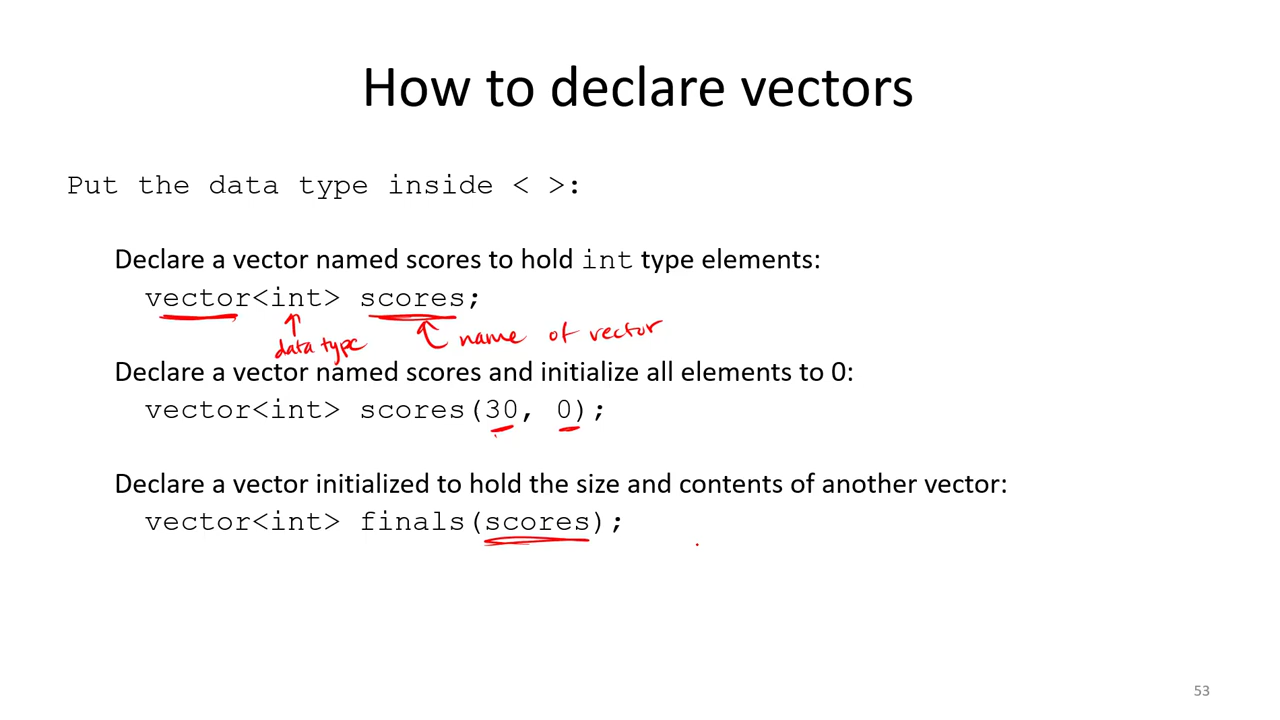 How to declare vectors
Put the data type inside < >:
Declare a vector named scores to hold int type elements:
vector<int> scores;
data type
name of vector
Declare a vector named scores and initialize all elements to 0:
vector<int> scores(30, 0);
Declare a vector initialized to hold the size and contents of another vector:
vector<int> finals(scores);
53